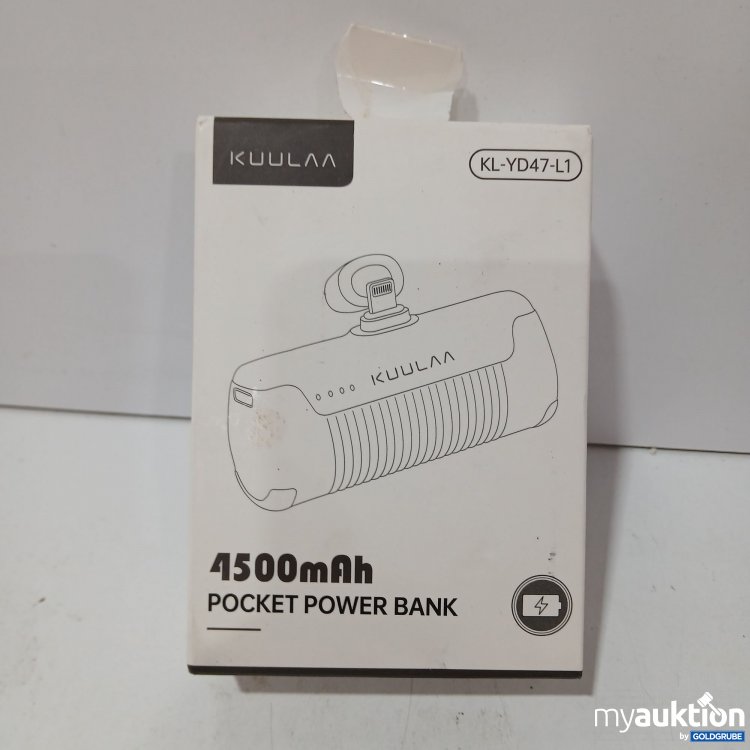 KUULAA
KL-YD47-L1
KUULAA
4500mAh
POCKET POWER BANK
myauktion
by GOLDGRUBE